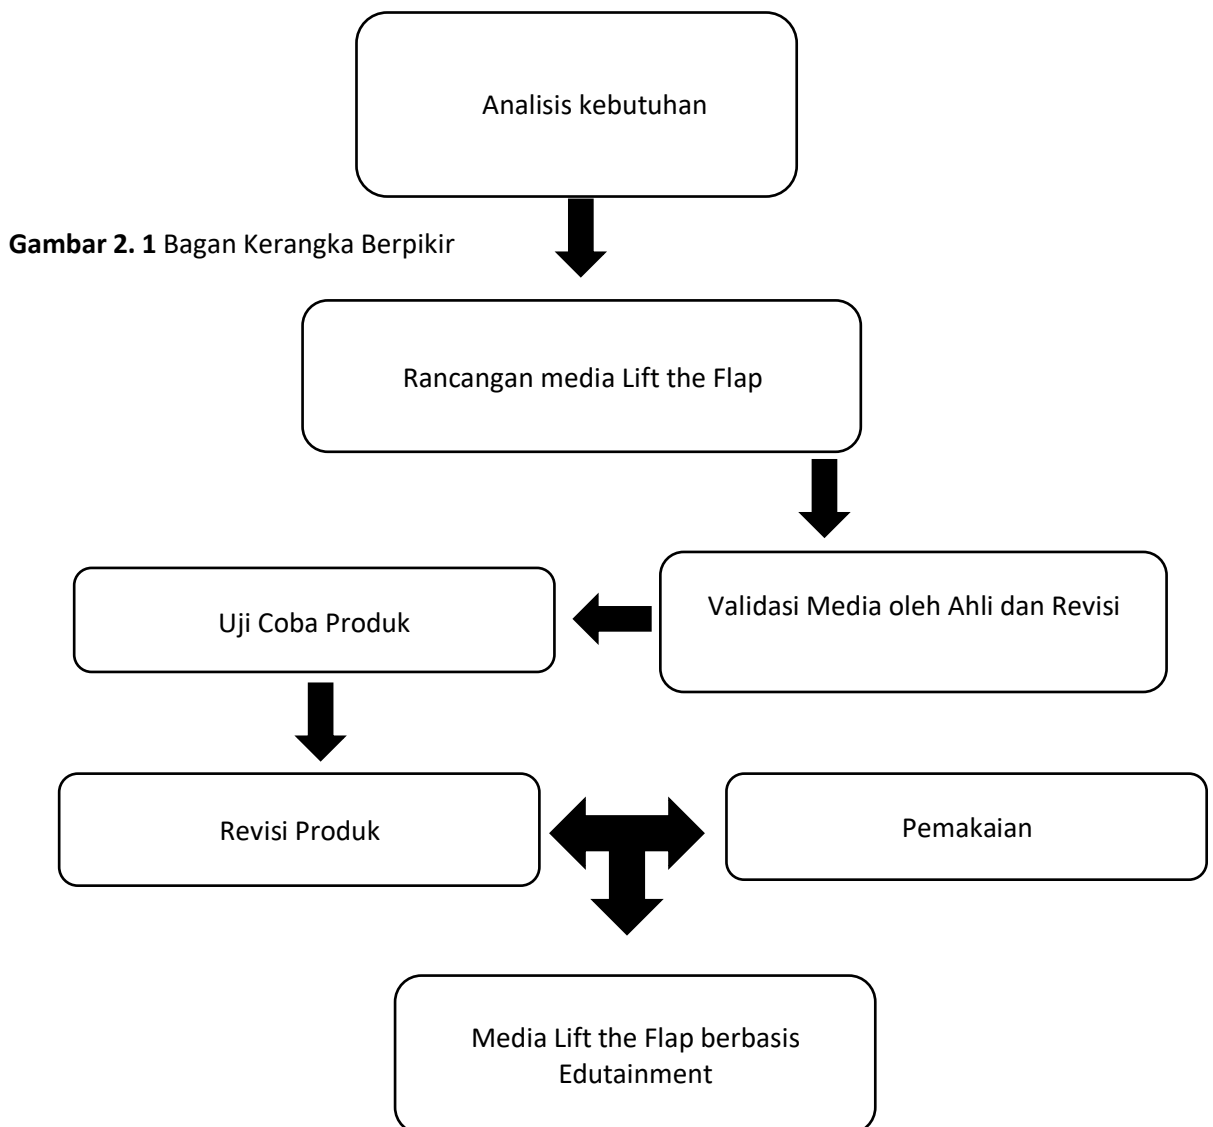 Analisis kebutuhan
Gambar 2. 1 Bagan Kerangka Berpikir
Rancangan media Lift the Flap
Validasi Media oleh Ahli dan Revisi
Uji Coba Produk
Revisi Produk
Pemakaian
Media Lift the Flap berbasis
Edutainment